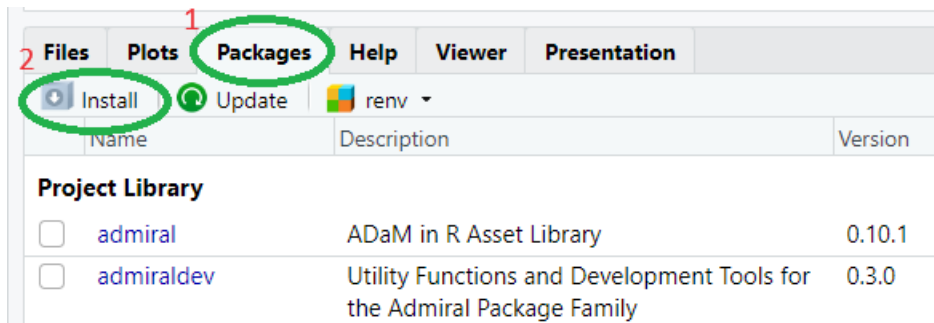 1
2 Files Plots Packages Help Viewer Presentation
Install Update renv
Name Description Version
Project Library
admiral ADaM in R Asset Library 0.10.1
admiraldev Utility Functions and Development Tools for 0.3.0
the Admiral Package Family